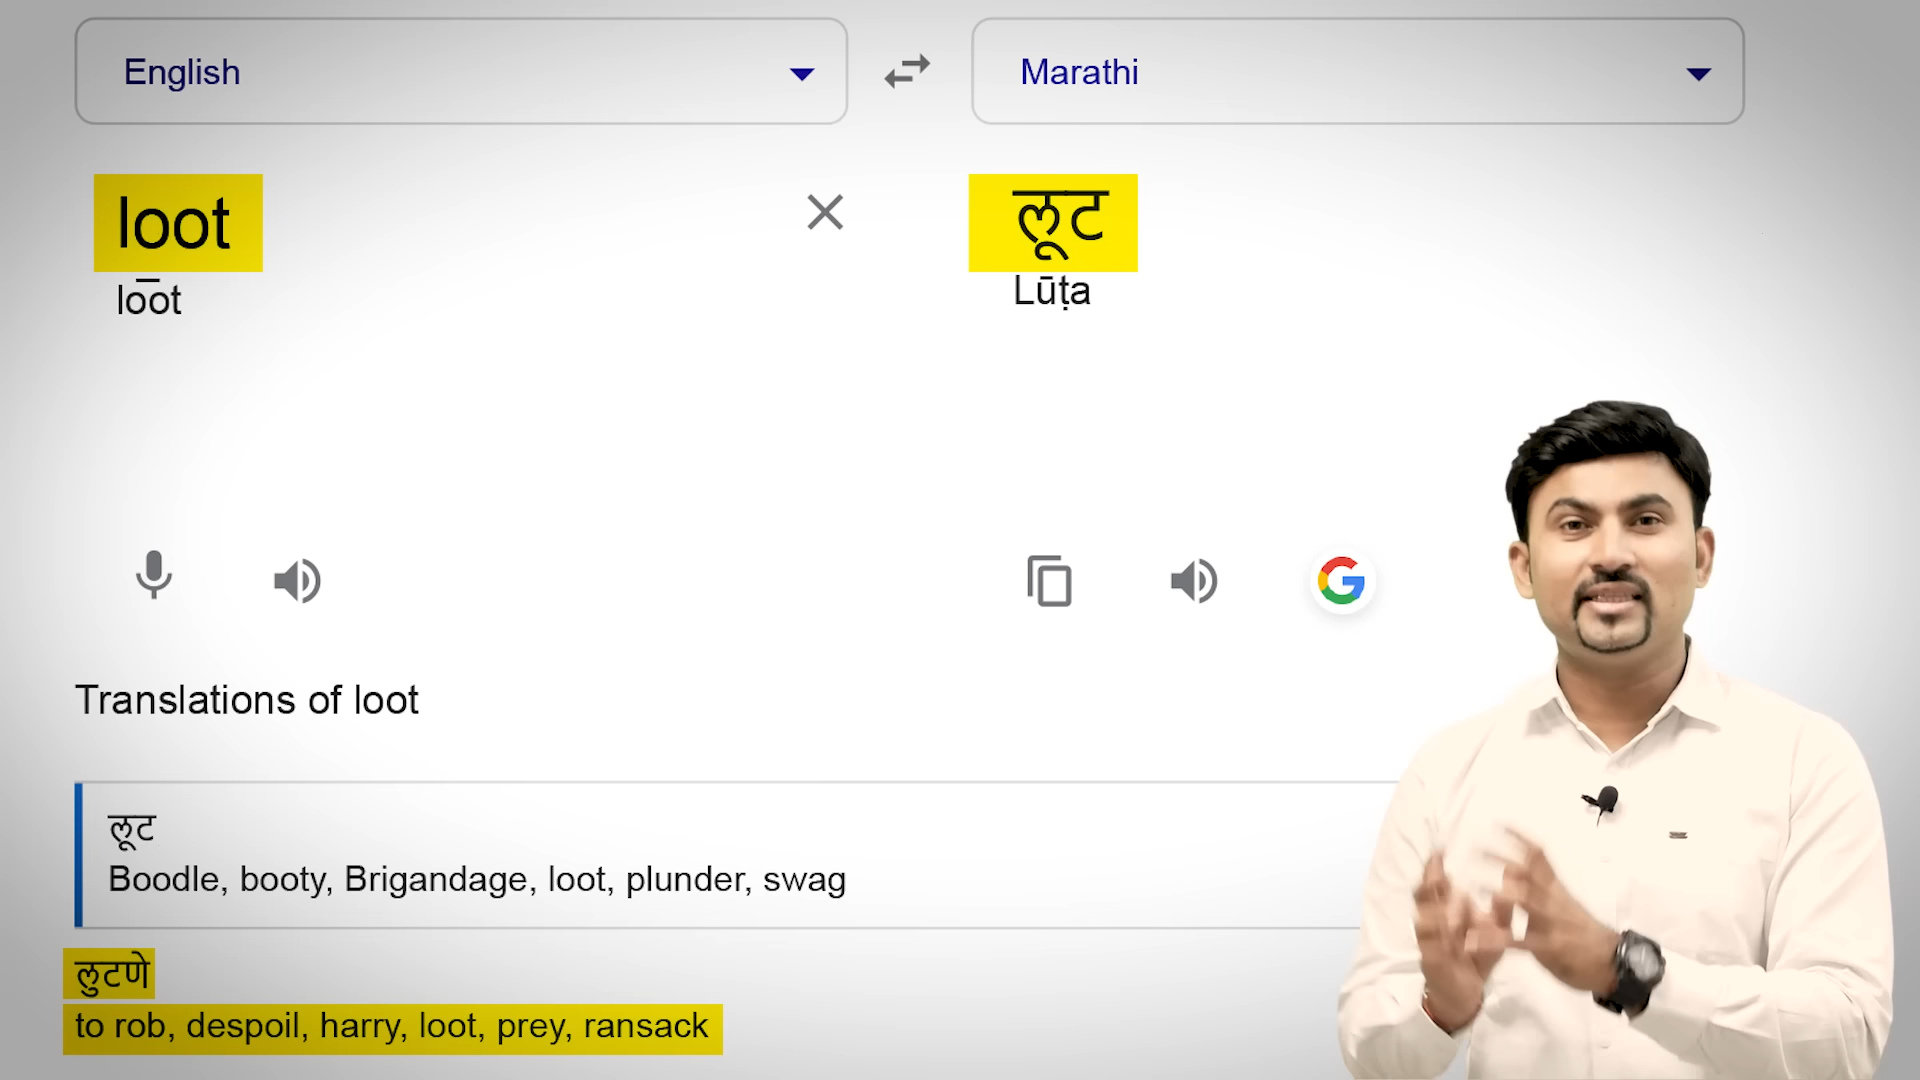 English
Marathi
loot
lo͞ot
लूट
Lūṭa
Translations of loot
लूट
Boodle, booty, Brigandage, loot, plunder, swag
लुटणे
to rob, despoil, harry, loot, prey, ransack